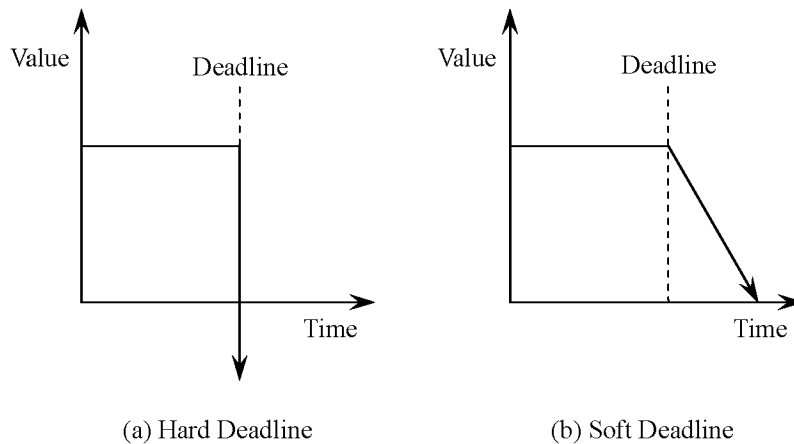 Value
Deadline
Time
(a) Hard Deadline
Value
Deadline
Time
(b) Soft Deadline